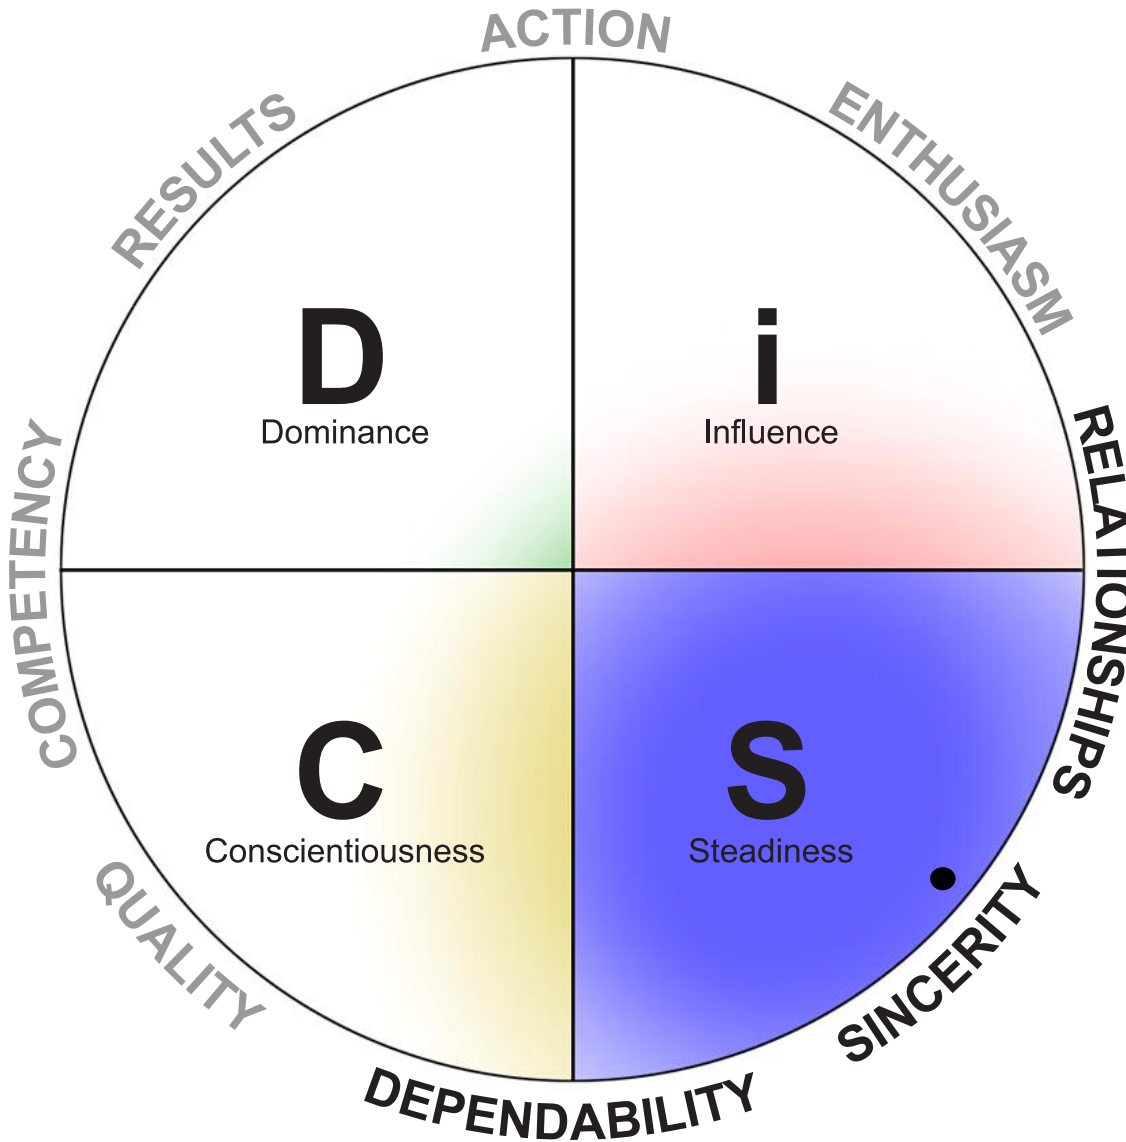 ACTION
RESULTS
ENTHUSIASM
D
Dominance
i
Influence
RELATIONSHIPS
COMPETENCY
C
Conscientiousness
S
Steadiness
QUALITY
SINCERITY
DEPENDABILITY